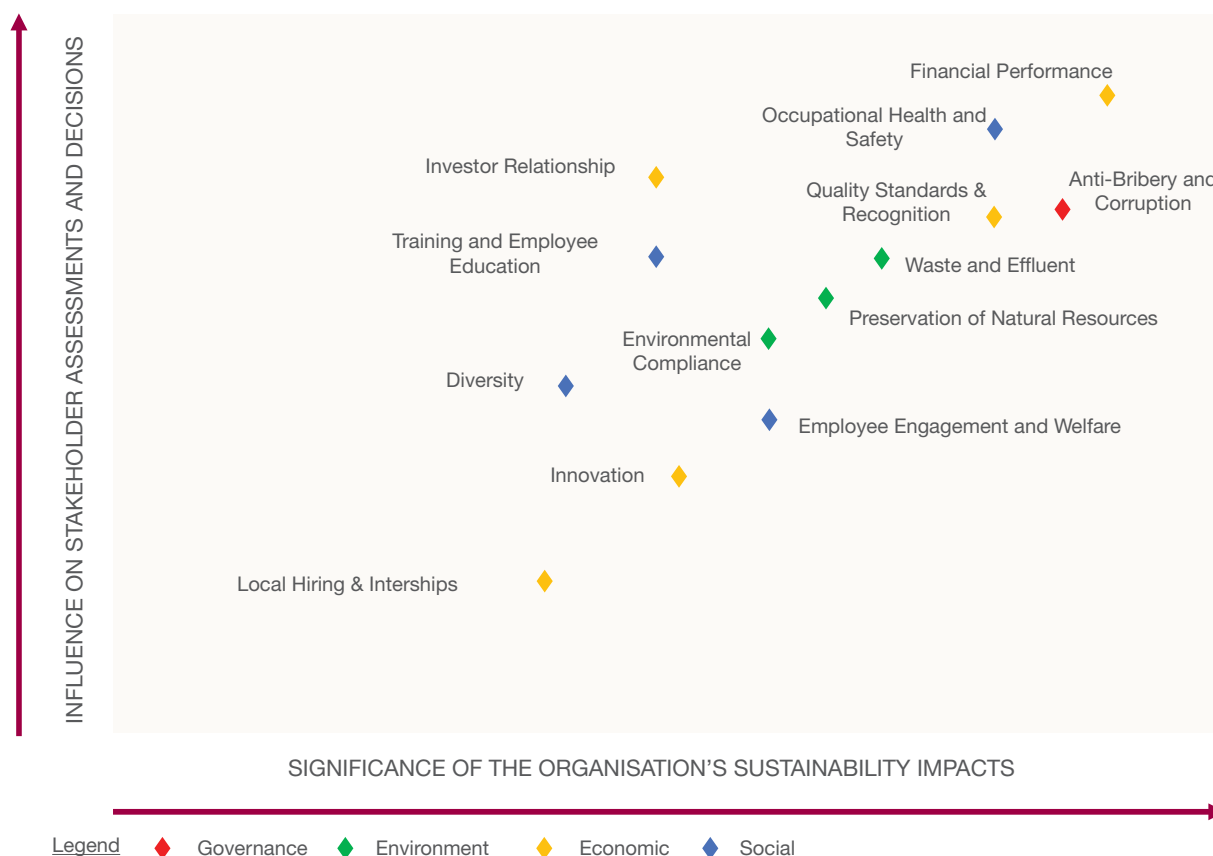 INFLUENCE ON STAKEHOLDER ASSESSMENTS AND DECISIONS
Financial Performance
Occupational Health and
Safety
Investor Relationship
Anti-Bribery and
Corruption
Quality Standards &
Recognition
Training and Employee
Education
Waste and Effluent
Preservation of Natural Resources
Environmental
Compliance
Diversity
Employee Engagement and Welfare
Innovation
Local Hiring & Interships
SIGNIFICANCE OF THE ORGANISATION'S SUSTAINABILITY IMPACTS
Legend Governance Environment Economic Social